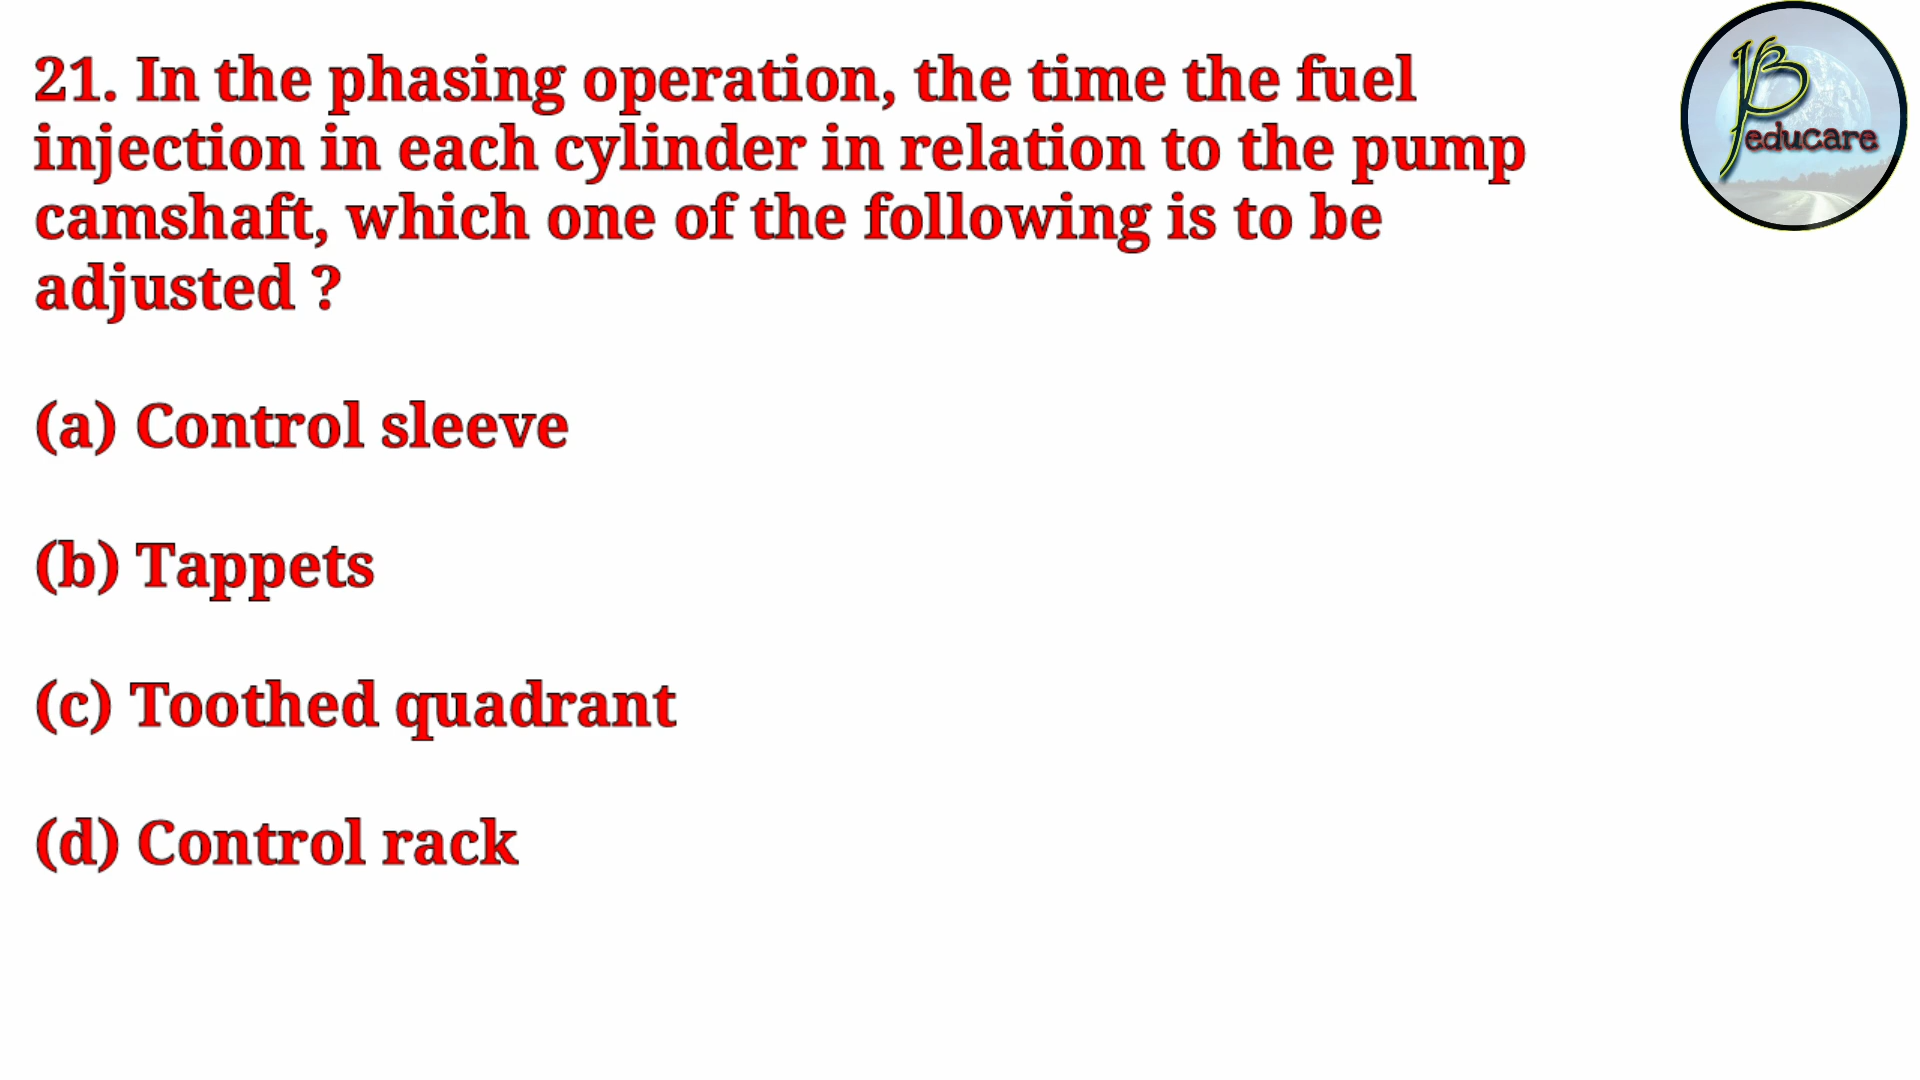 21. In the phasing operation, the time the fuel
injection in each cylinder in relation to the pump
camshaft, which one of the following is to be
adjusted ?
(a) Control sleeve
(b) Tappets
(c) Toothed quadrant
(d) Control rack
educare